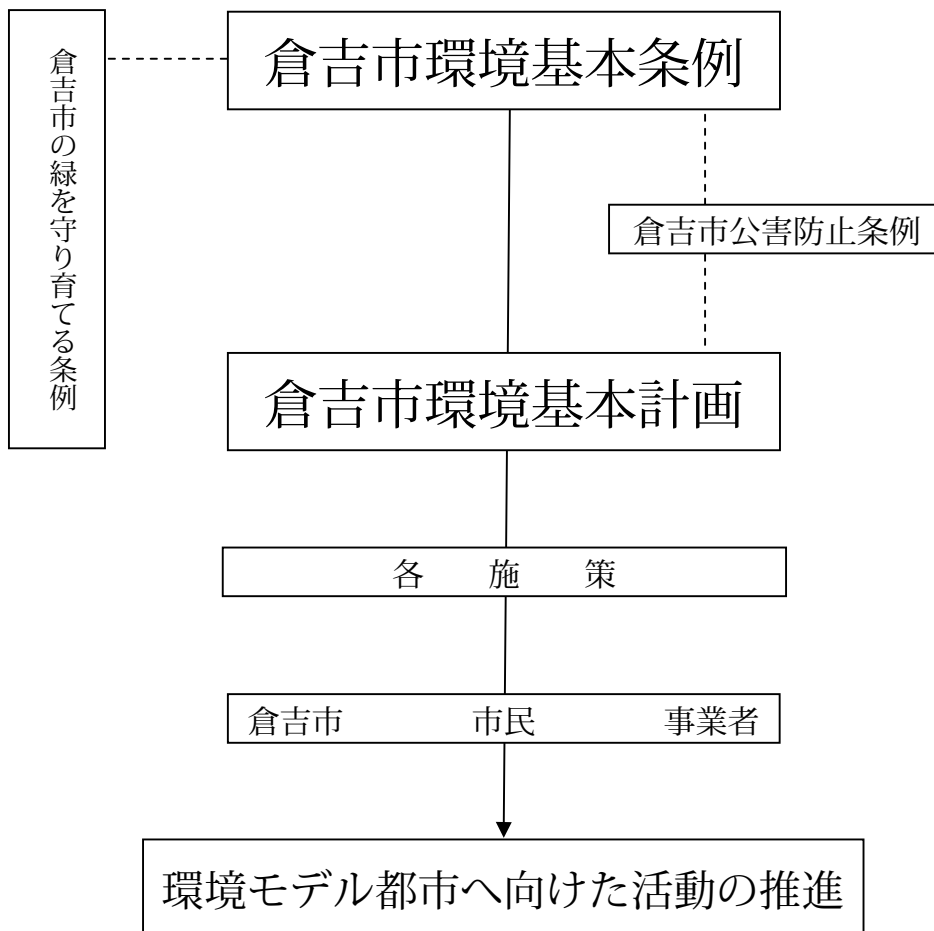 倉吉市環境基本条例
倉吉市の緑を守り育てる条例
倉吉市公害防止条例
倉吉市環境基本計画
各 施 策
倉吉市 市民 事業者
環境モデル都市へ向けた活動の推進